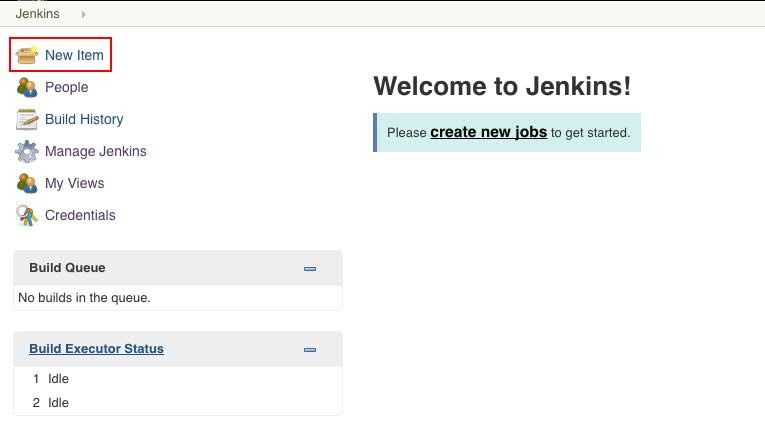 Jenkins
New Item
People
Build History
Manage Jenkins
My Views
Credentials
Welcome to Jenkins!
Please create new jobs to get started.
Build Queue
No builds in the queue.
Build Executor Status
1 Idle
2 Idle